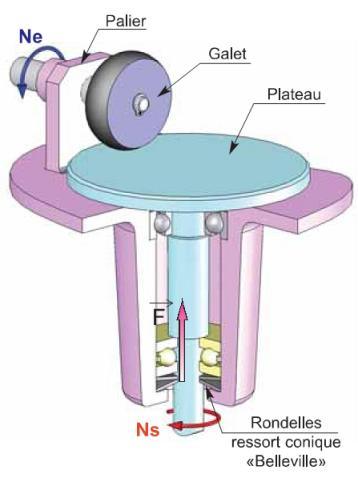 Palier
Ne
Galet
Plateau
F
Ns
Rondelles
ressort conique
«Belleville»